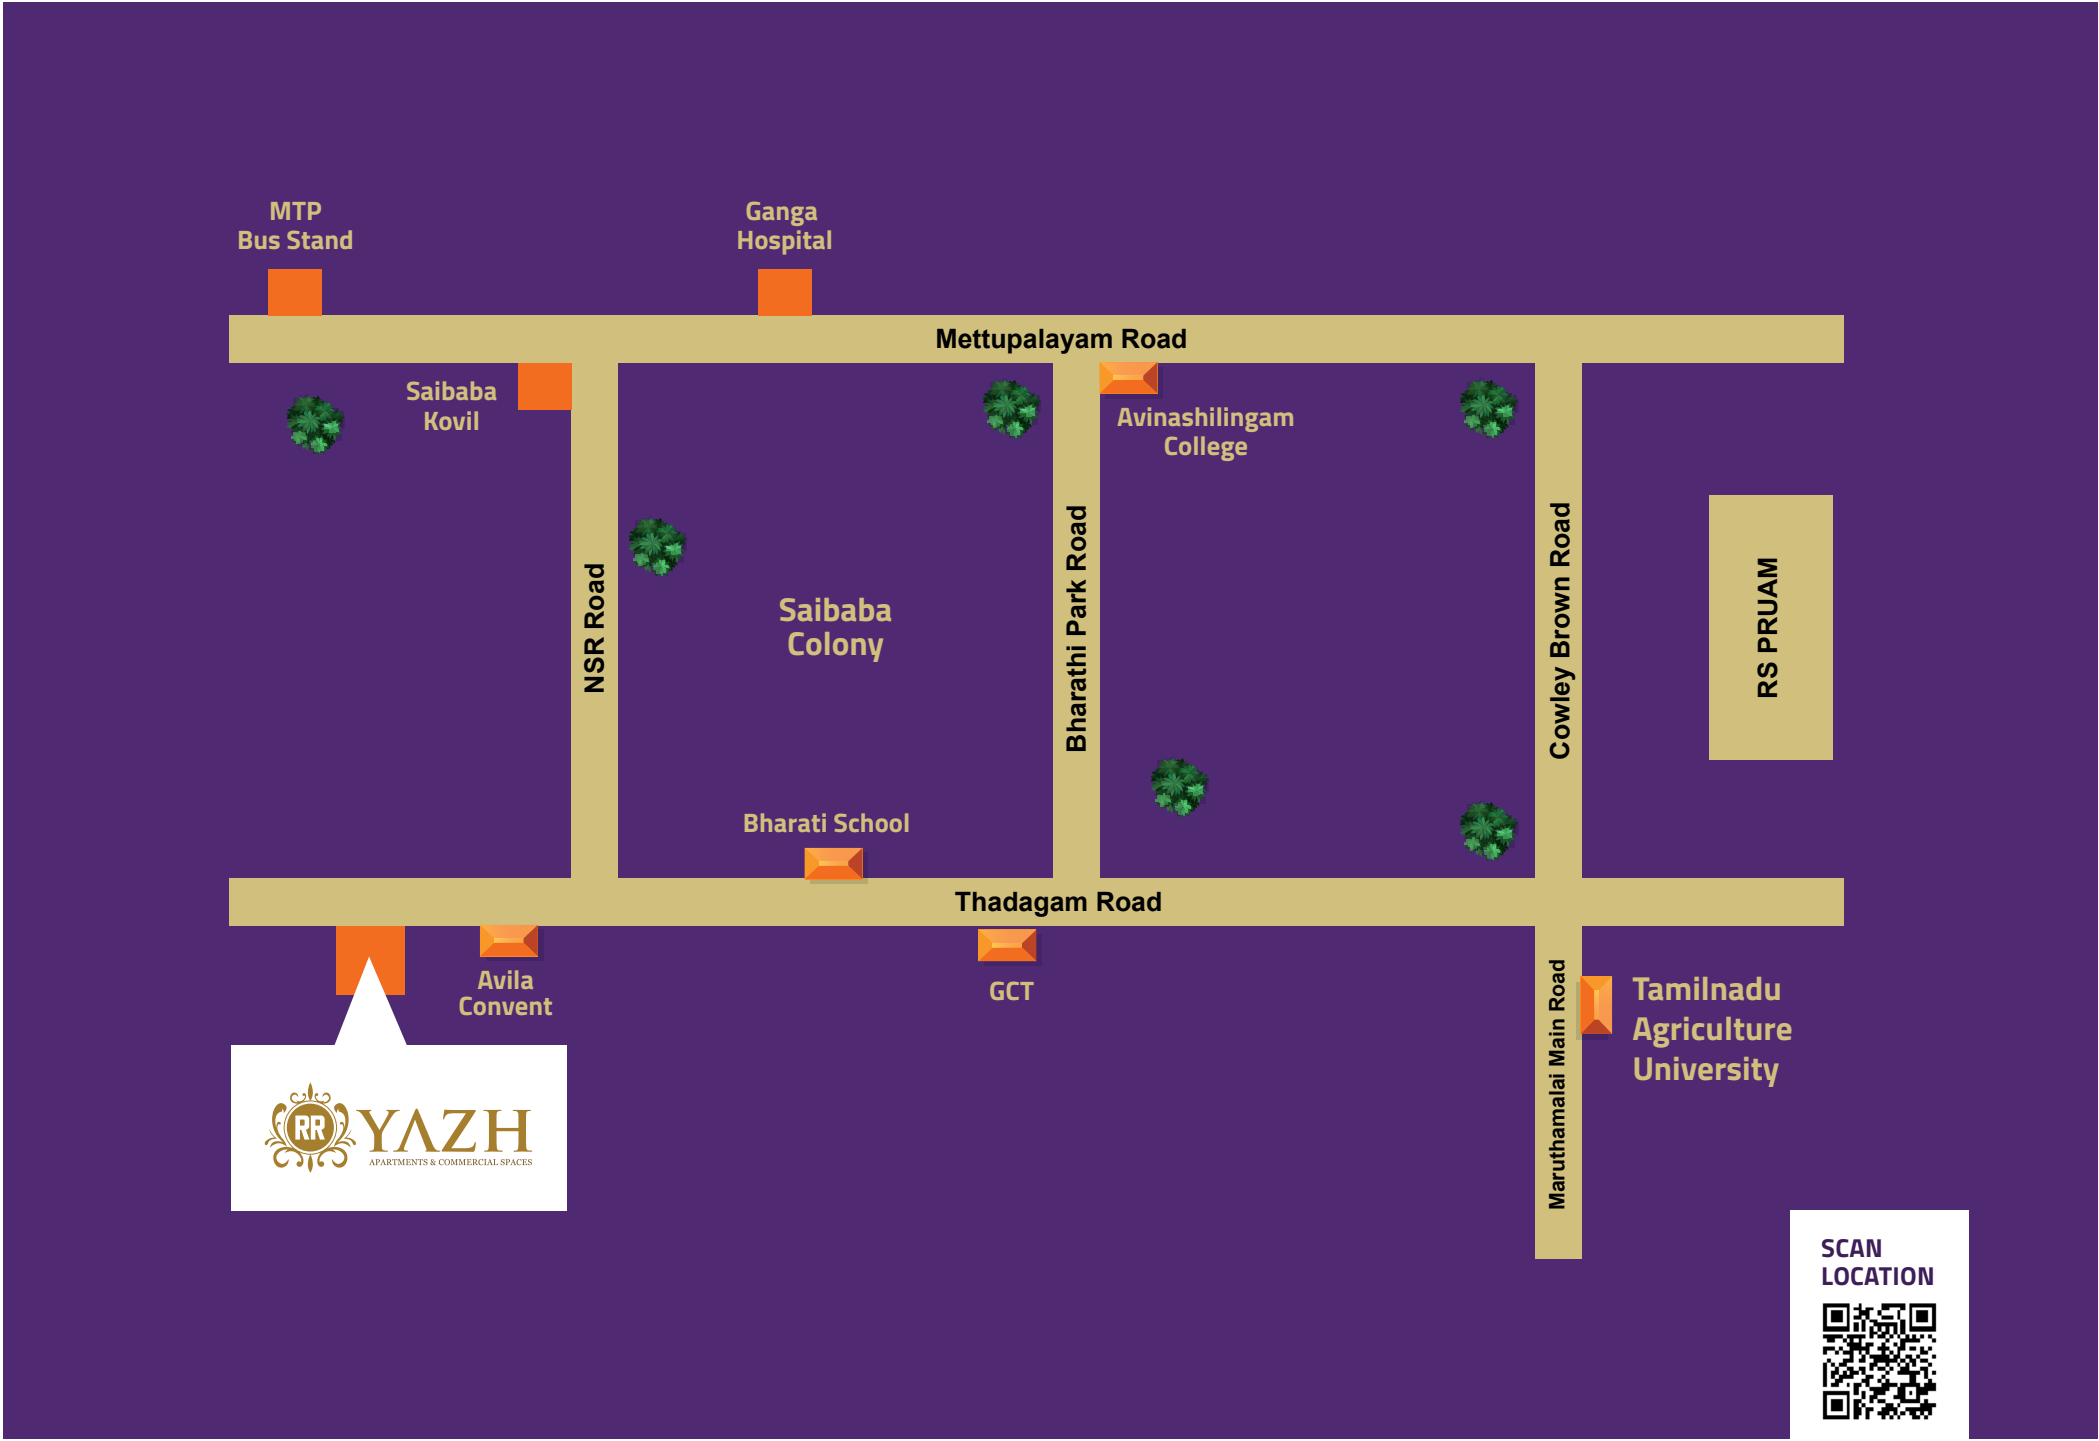 MTP
Bus Stand
Ganga
Hospital
Mettupalayam Road
Saibaba
Kovil
Avinashilingam
College
NSR Road
Saibaba
Colony
Bharathi Park Road
Cowley Brown Road
RS PRUAM
Bharati School
Thadagam Road
Avila
Convent
GCT
Maruthamalai Main Road
Tamilnadu
Agriculture
University
RR
YAZH
APARTMENTS & COMMERCIAL SPACES
SCAN
LOCATION